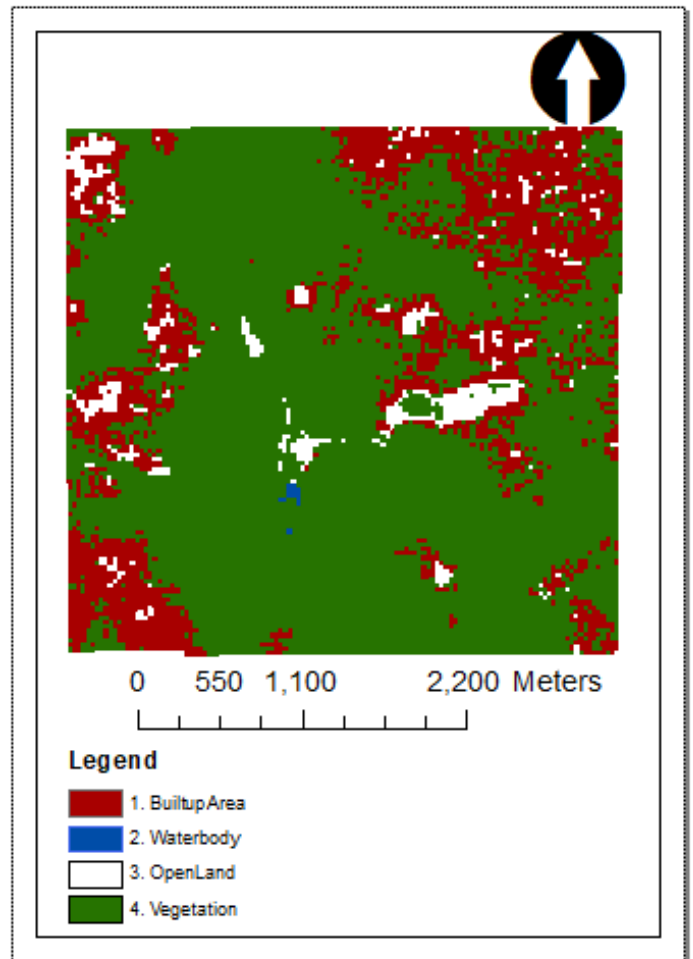 0 550 1,100 2,200 Meters
Legend
1. BuiltupArea
2. Waterbody
3. OpenLand
4. Vegetation